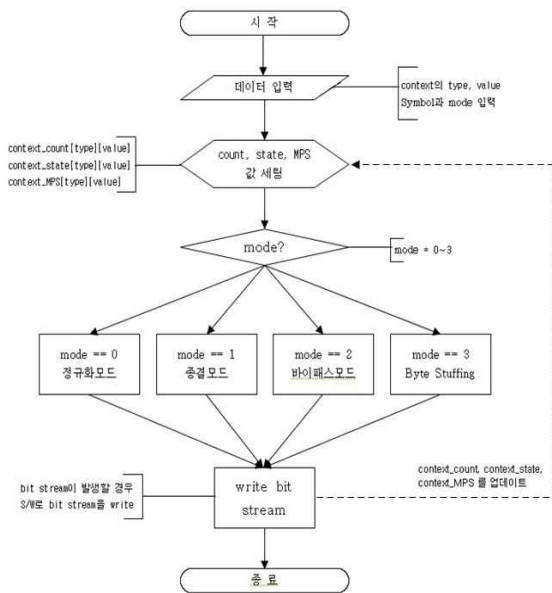 시 작
데이터 입력
context의 type, value
Symbol과 mode 입력
context_count[type][value]
context_state[type][value]
context_MPS[type][value]
count, state, MPS
값 세팅
mode?
mode = 0~3
mode == 0
정규화모드
mode == 1
종결모드
mode == 2
바이패스모드
mode == 3
Byte Stuffing
bit stream이 발생할 경우
S/W로 bit stream을 write
write bit
stream
context_count, context_state,
context_MPS 를 업데이트
종 료